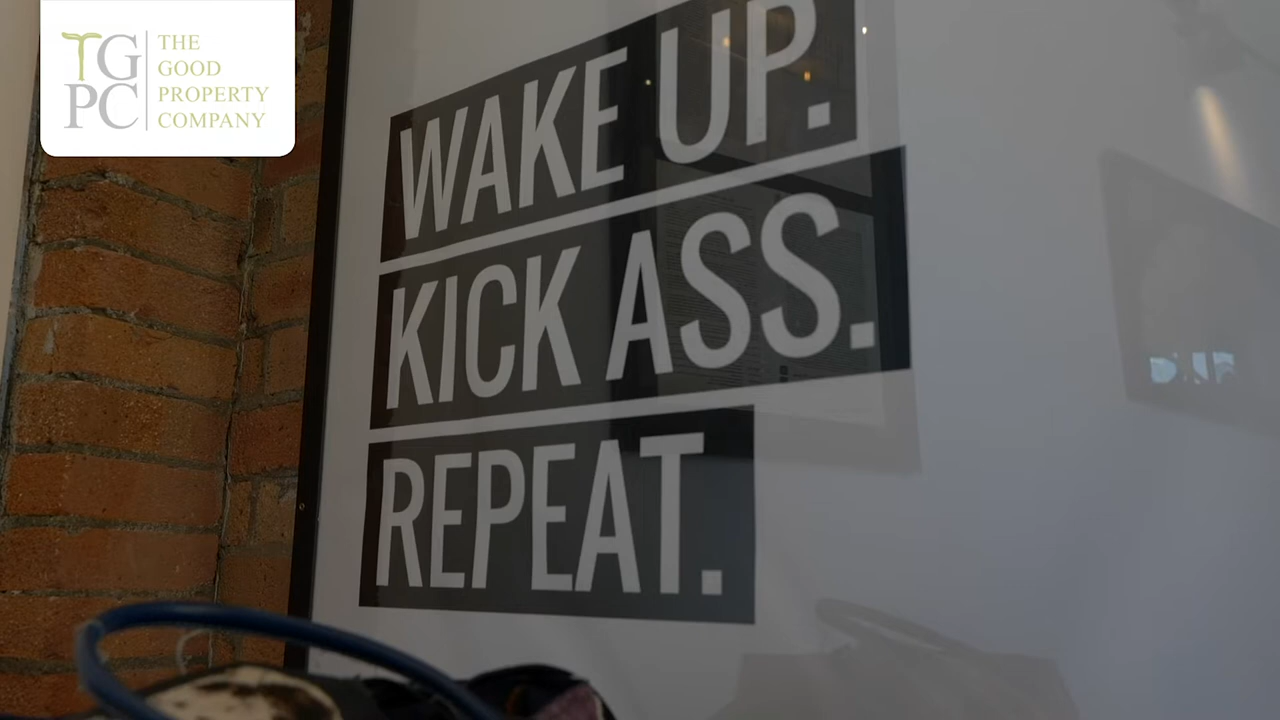 TGPC
THE
GOOD
PROPERTY
COMPANY
WAKE UP.
KICK ASS.
REPEAT.